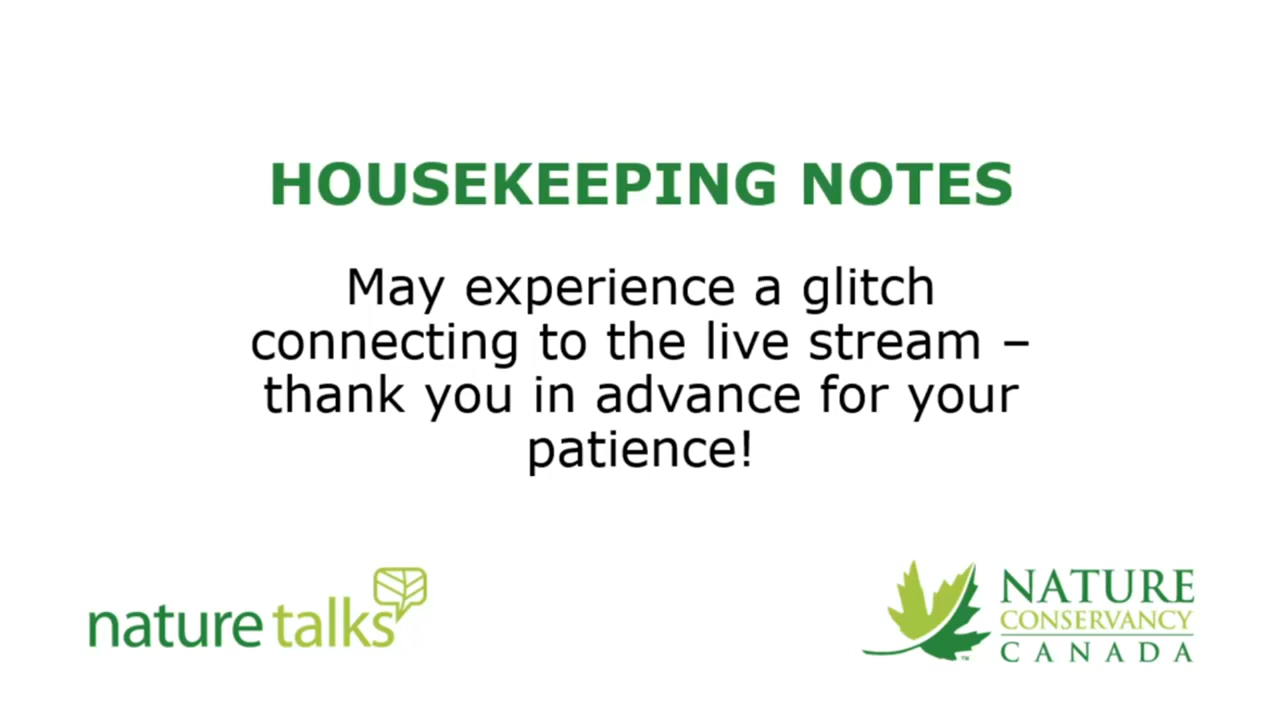 HOUSEKEEPING NOTES
May experience a glitch
connecting to the live stream –
thank you in advance for your
patience!
nature talks
NATURE
CONSERVANCY
CANADA
TM